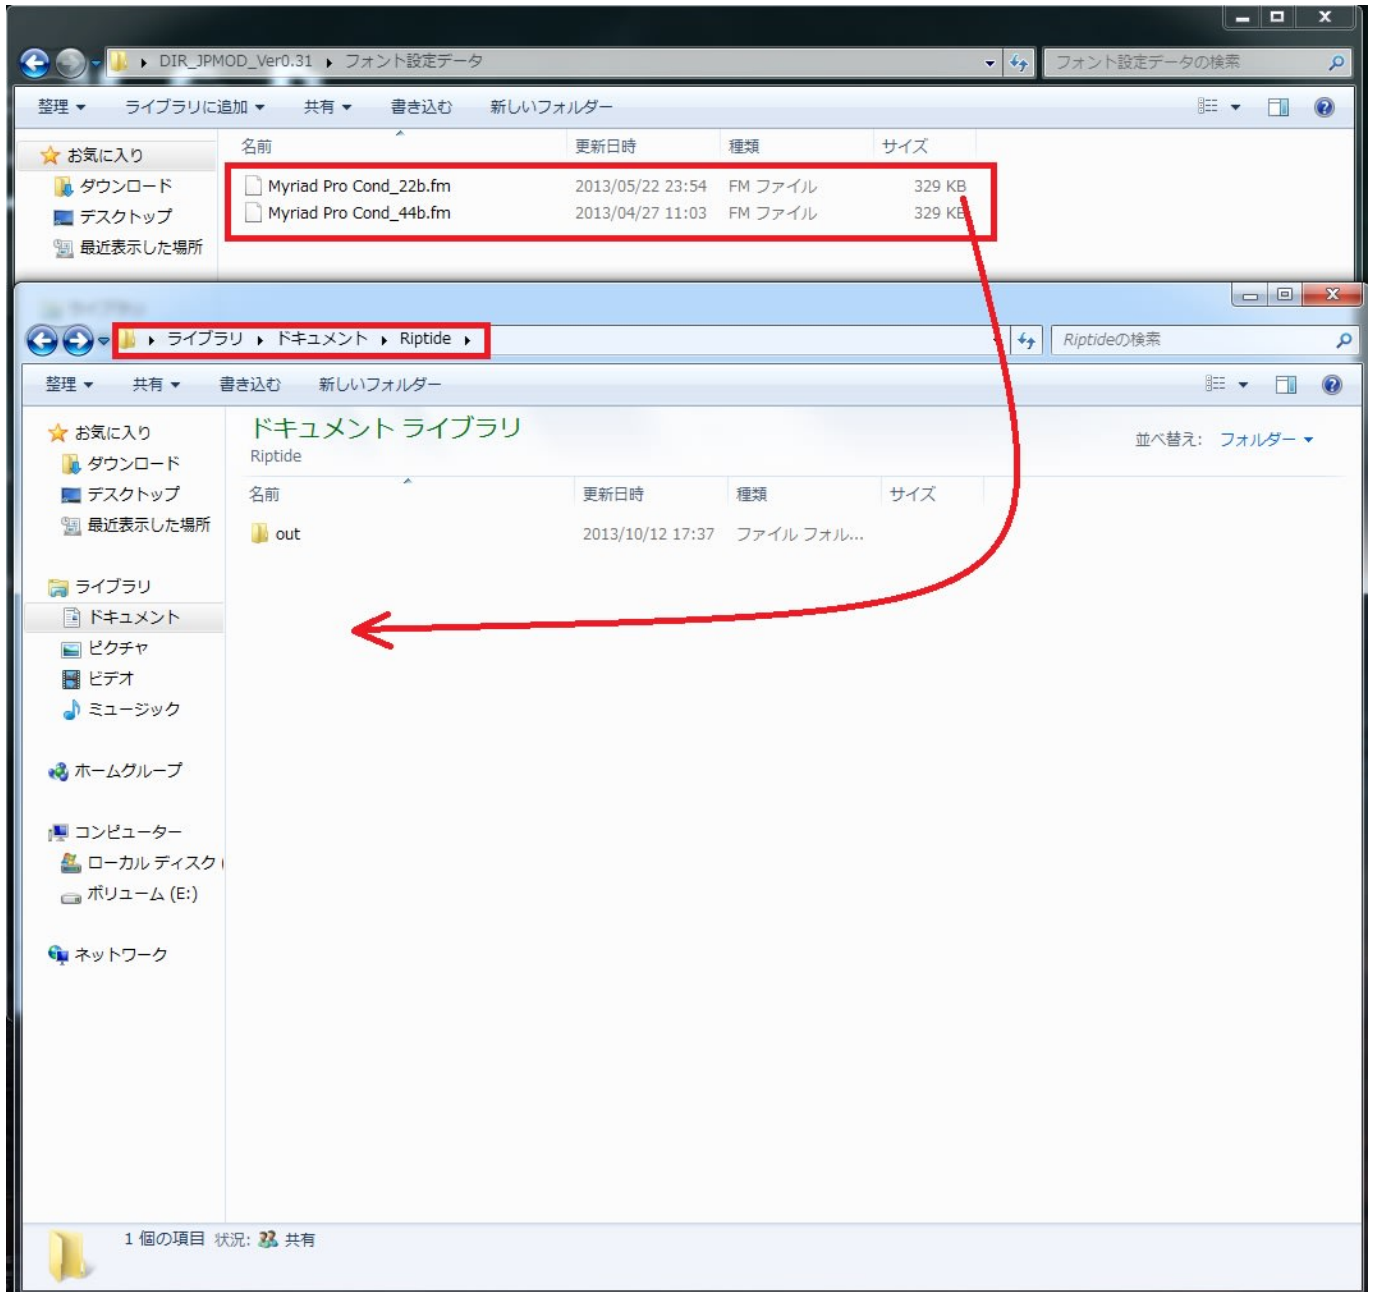 DIR_JPMOD_Ver0.31 フォント設定データ フォント設定データの検索
整理 ライブラリに追加 共有 書き込む 新しいフォルダー
お気に入り 名前 更新日時 種類 サイズ
ダウンロード Myriad Pro Cond_22b.fm 2013/05/22 23:54 FM ファイル 329 KB
デスクトップ Myriad Pro Cond_44b.fm 2013/04/27 11:03 FM ファイル 329 KB
最近表示した場所
ライブラリ ドキュメント Riptide Riptideの検索
整理 共有 書き込む 新しいフォルダー
お気に入り ドキュメント ライブラリ 並べ替え: フォルダー
ダウンロード Riptide
デスクトップ 名前 更新日時 種類 サイズ
最近表示した場所 out 2013/10/12 17:37 ファイル フォル...
ライブラリ
ドキュメント
ピクチャ
ビデオ
ミュージック
ホームグループ
コンピューター
ローカル ディスク (
ボリューム (E:)
ネットワーク
1 個の項目 状況: 共有